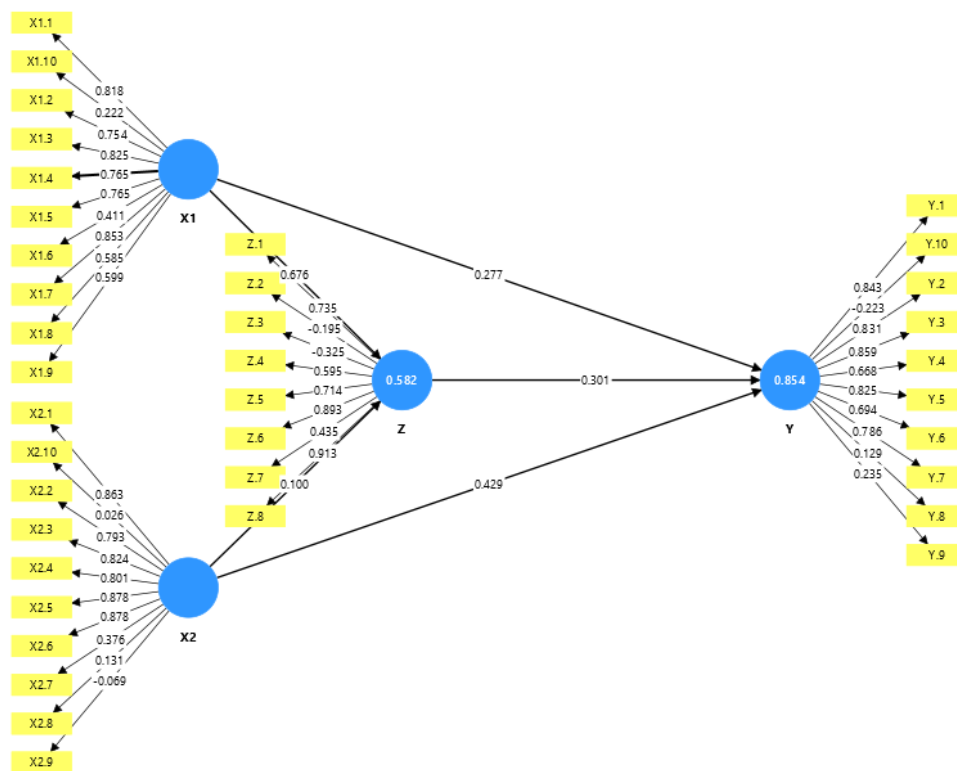 X1.1
X1.10
X1.2
X1.3
X1.4
X1.5
X1.6
X1.7
X1.8
X1.9
0.818
0.222
0.754
0.825
0.765
0.765
0.411
0.853
0.585
0.599
X1
X2.1
X2.10
X2.2
X2.3
X2.4
X2.5
X2.6
X2.7
X2.8
X2.9
0.863
0.026
0.793
0.824
0.801
0.878
0.878
0.376
0.131
-0.069
X2
Z.1
Z.2
Z.3
Z.4
Z.5
Z.6
Z.7
Z.8
0.676
0.735
-0.195
-0.325
0.595
0.714
0.893
0.435
0.913
0.100
0.582
Z
0.277
0.301
0.429
0.854
Y
0.843
-0.223
0.831
0.859
0.668
0.825
0.694
0.786
0.129
0.235
Y.1
Y.10
Y.2
Y.3
Y.4
Y.5
Y.6
Y.7
Y.8
Y.9